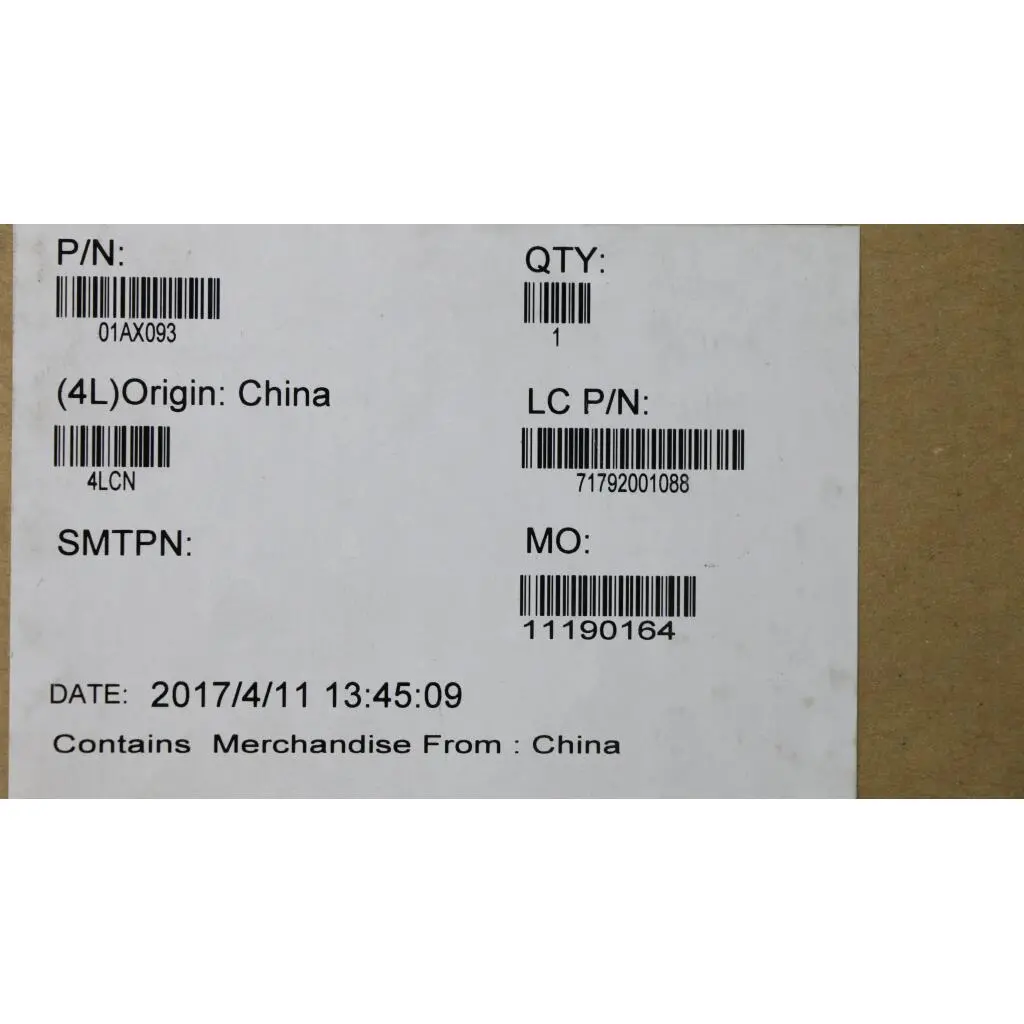 P/N:
01AX093
QTY:
1
(4L)Origin: China
4LCN
LC P/N:
71792001088
SMTPN:
MO:
11190164
DATE: 2017/4/11 13:45:09
Contains Merchandise From : China